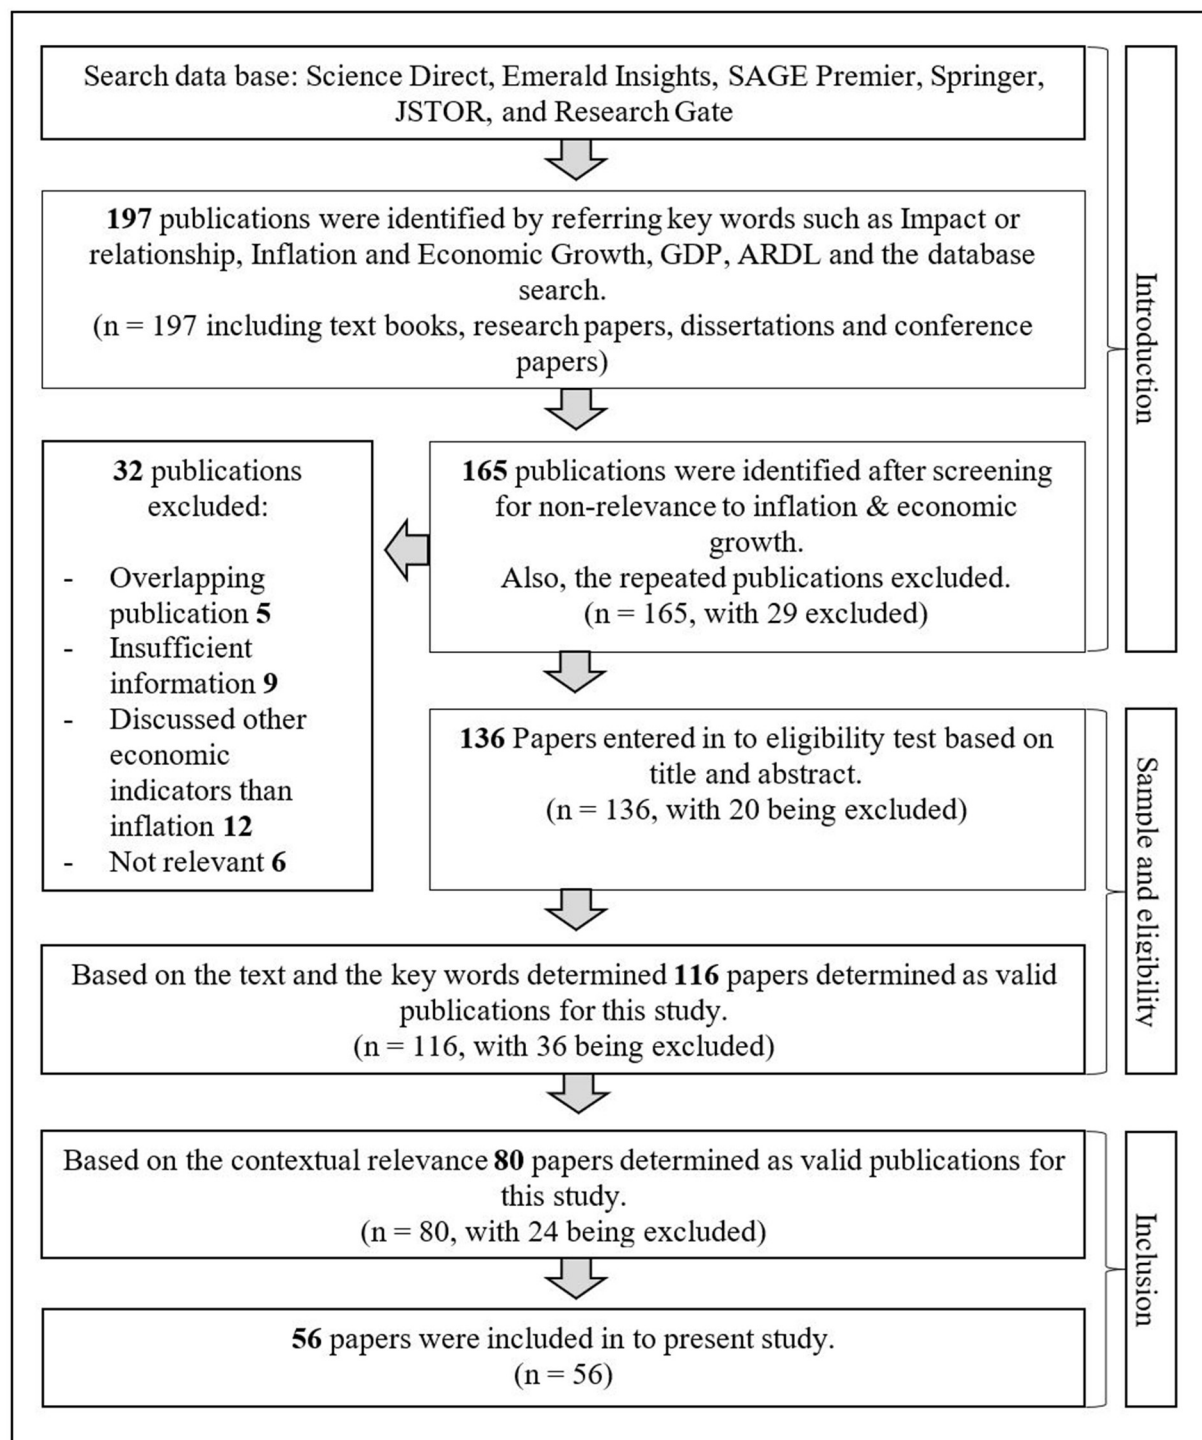 Search data base: Science Direct, Emerald Insights, SAGE Premier, Springer,
JSTOR, and Research Gate
197 publications were identified by referring key words such as Impact or
relationship, Inflation and Economic Growth, GDP, ARDL and the database
search.
(n = 197 including text books, research papers, dissertations and conference
papers)
Introduction
32 publications
excluded:
- Overlapping
publication 5
- Insufficient
information 9
- Discussed other
economic
indicators than
inflation 12
- Not relevant 6
165 publications were identified after screening
for non-relevance to inflation & economic
growth.
Also, the repeated publications excluded.
(n = 165, with 29 excluded)
136 Papers entered in to eligibility test based on
title and abstract.
(n = 136, with 20 being excluded)
Sample and eligibility
Based on the text and the key words determined 116 papers determined as valid
publications for this study.
(n = 116, with 36 being excluded)
Based on the contextual relevance 80 papers determined as valid publications for
this study.
(n = 80, with 24 being excluded)
Inclusion
56 papers were included in to present study.
(n = 56)